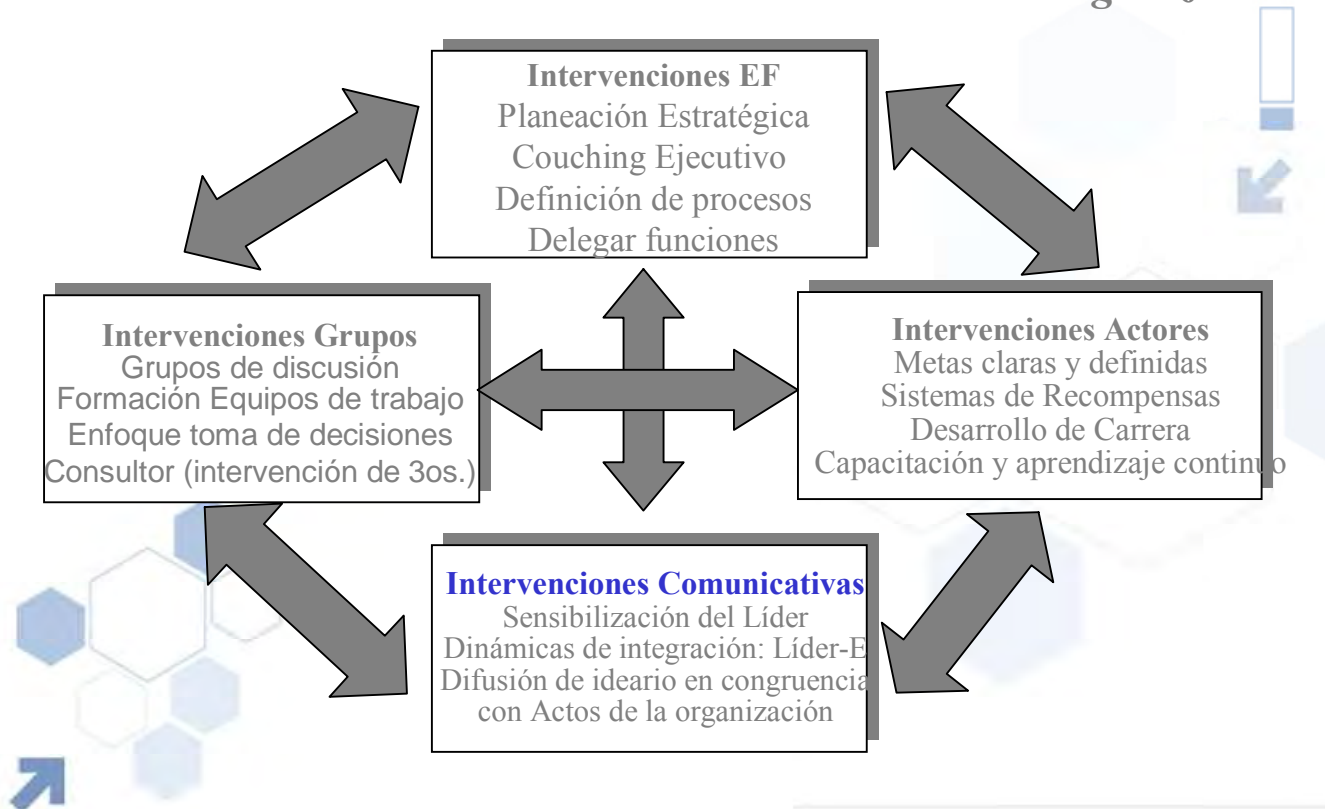 Intervenciones EF
Planeación Estratégica
Couching Ejecutivo
Definición de procesos
Delegar funciones
Intervenciones Grupos
Grupos de discusión
Formación Equipos de trabajo
Enfoque toma de decisiones
Consultor (intervención de 3os.)
Intervenciones Actores
Metas claras y definidas
Sistemas de Recompensas
Desarrollo de Carrera
Capacitación y aprendizaje continuo
Intervenciones Comunicativas
Sensibilización del Líder
Dinámicas de integración: Líder-E
Difusión de ideario en congruencia
con Actos de la organización